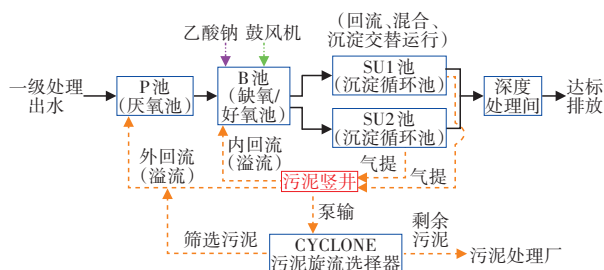 乙酸钠
鼓风机
(回流、混合、
沉淀交替运行)
一级处理
出水
P池
(厌氧池)
B池
(缺氧/
好氧池)
SU1池
(沉淀循环池)
SU2池
(沉淀循环池)
深度
处理间
达标
排放
外回流
(溢流)
内回流
(溢流)
气提
气提
污泥竖井
泵输
筛选污泥
CYCLONE
污泥旋流选择器
剩余
污泥
污泥处理厂